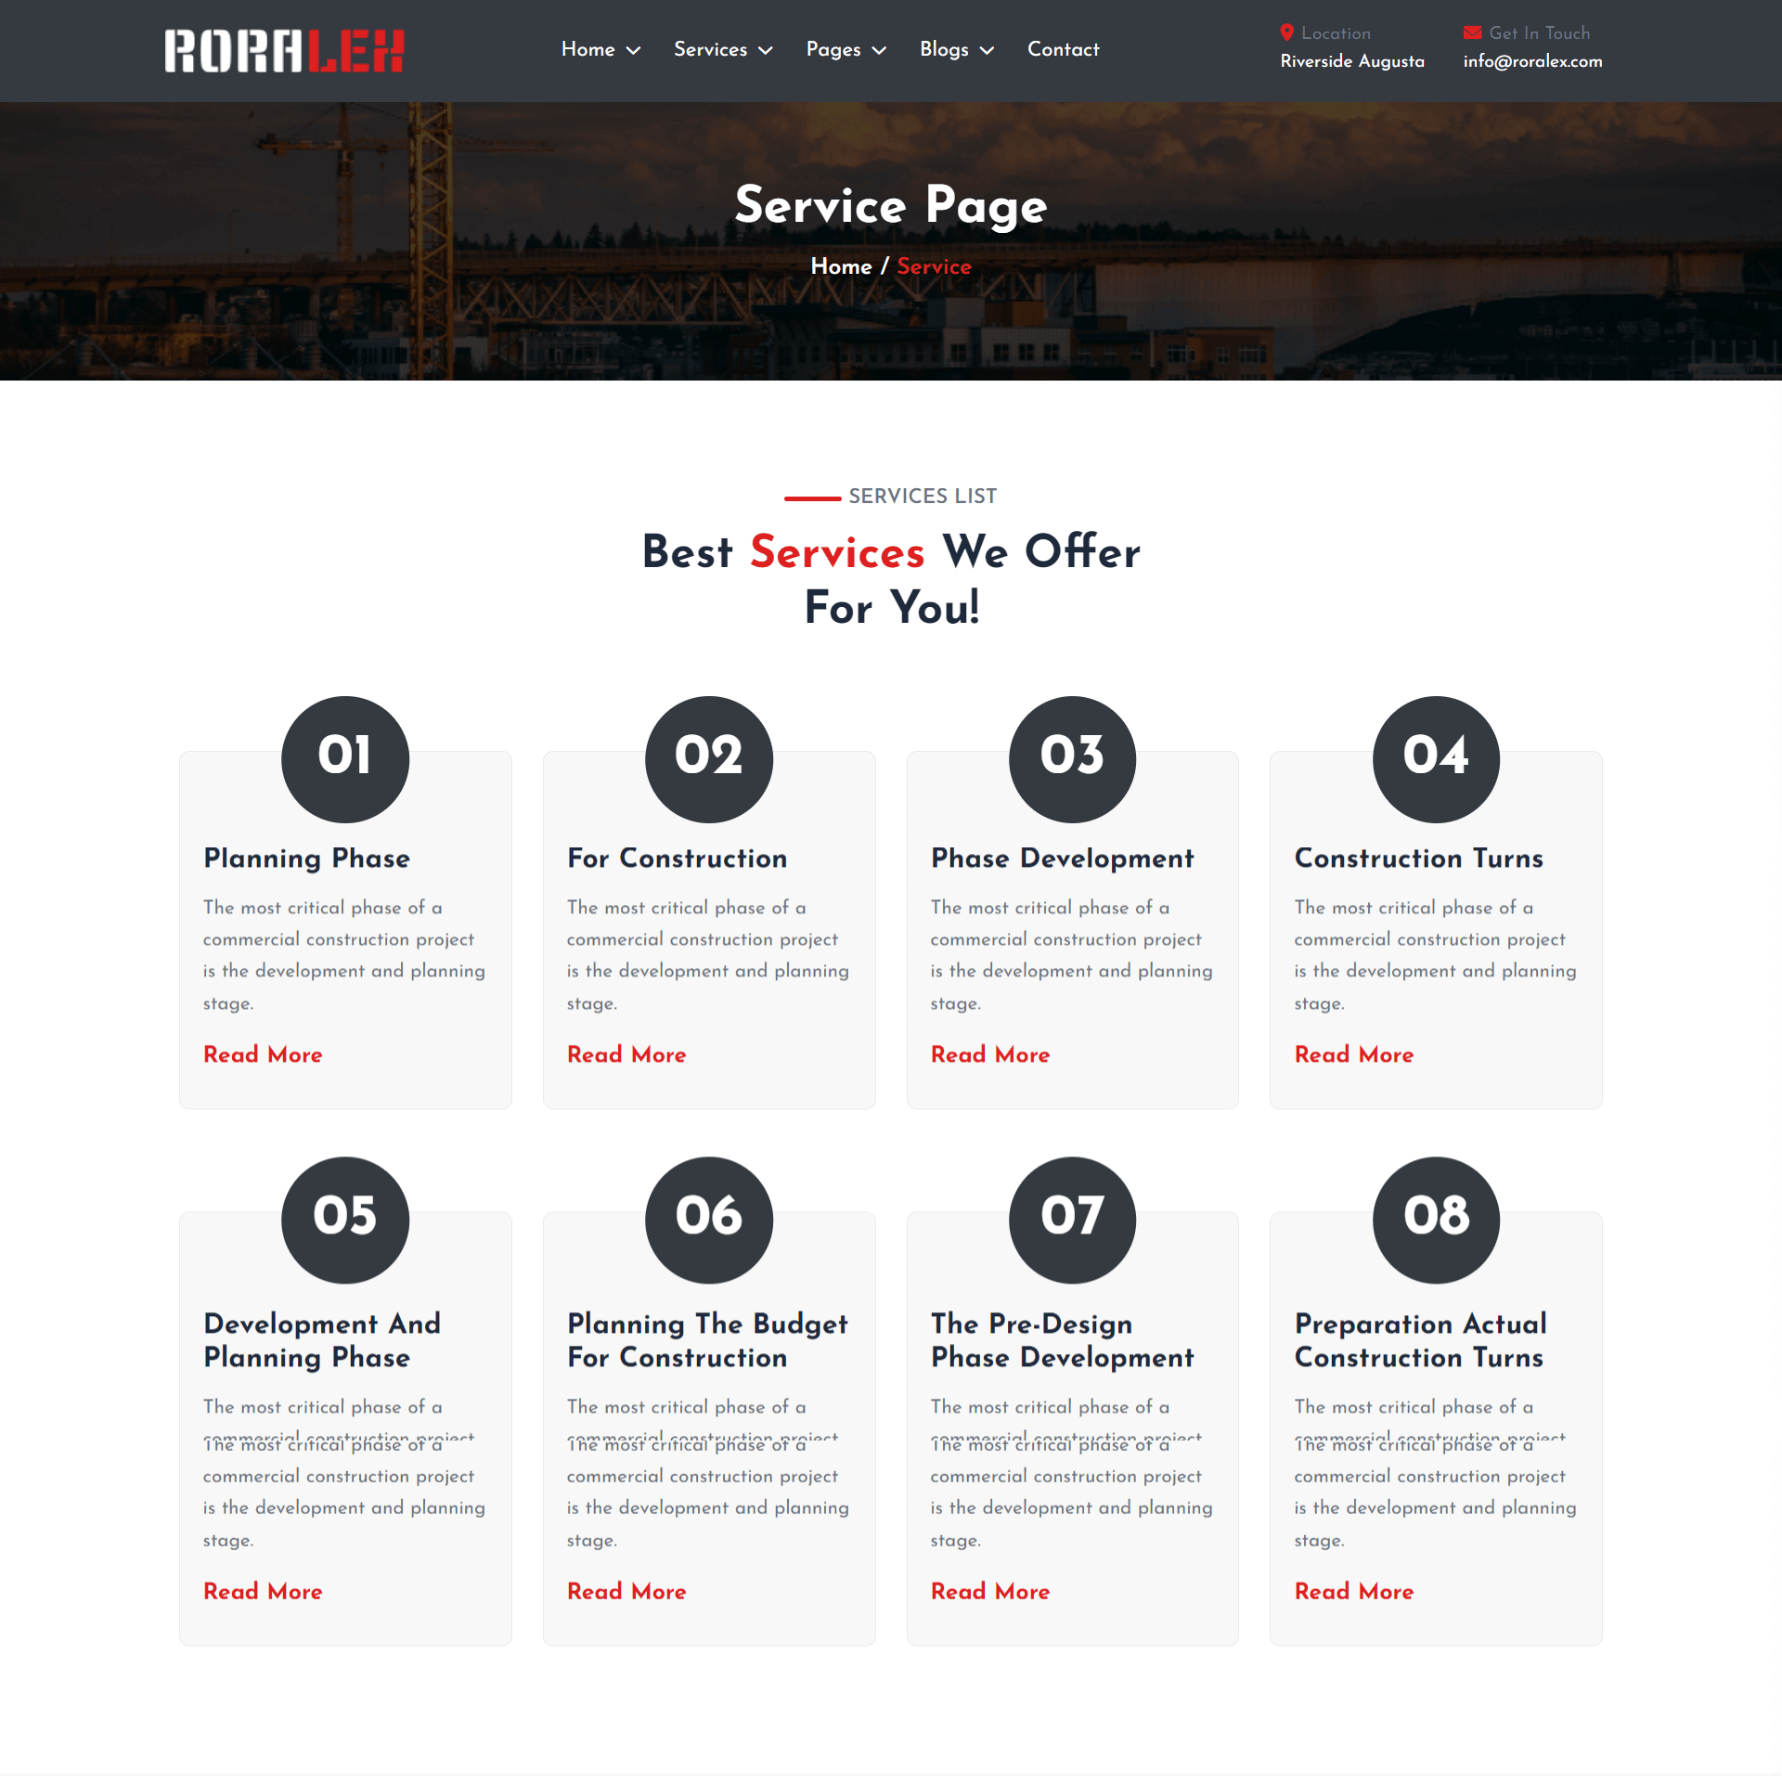 RORALEX
Home Services Pages Blogs Contact
Location
Riverside Augusta
Get In Touch
info@roralex.com
Service Page
Home / Service
SERVICES LIST
Best Services We Offer
For You!
01
Planning Phase
The most critical phase of a
commercial construction project
is the development and planning
stage.
Read More
02
For Construction
The most critical phase of a
commercial construction project
is the development and planning
stage.
Read More
03
Phase Development
The most critical phase of a
commercial construction project
is the development and planning
stage.
Read More
04
Construction Turns
The most critical phase of a
commercial construction project
is the development and planning
stage.
Read More
05
Development And
Planning Phase
The most critical phase of a
commercial construction project
The most critical phase of a
commercial construction project
is the development and planning
stage.
Read More
06
Planning The Budget
For Construction
The most critical phase of a
commercial construction project
The most critical phase of a
commercial construction project
is the development and planning
stage.
Read More
07
The Pre-Design
Phase Development
The most critical phase of a
commercial construction project
The most critical phase of a
commercial construction project
is the development and planning
stage.
Read More
08
Preparation Actual
Construction Turns
The most critical phase of a
commercial construction project
The most critical phase of a
commercial construction project
is the development and planning
stage.
Read More